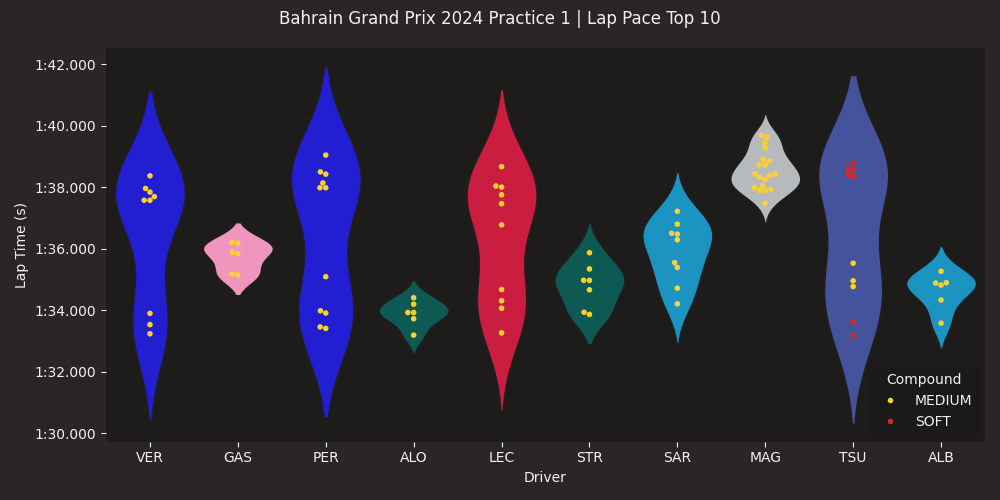 Bahrain Grand Prix 2024 Practice 1 | Lap Pace Top 10
1:42.000
1:40.000
1:38.000
1:36.000
1:34.000
1:32.000
1:30.000
Lap Time (s)
Compound
MEDIUM
SOFT
VER GAS PER ALO LEC STR SAR MAG TSU ALB
Driver